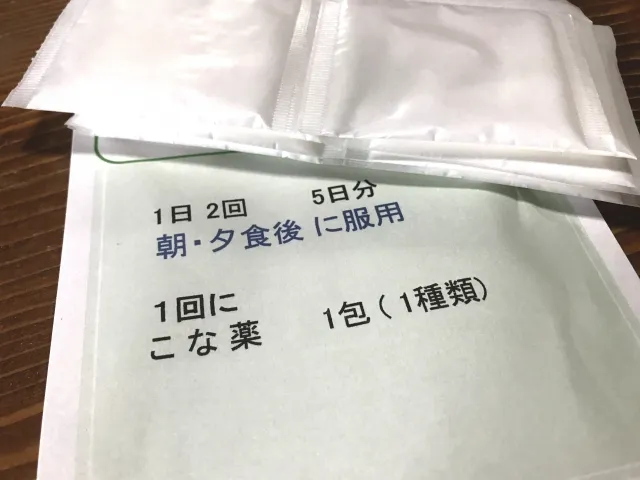 1日 2回 5日分
朝・夕食後 に服用
1回に
こな薬 1包(1種類)